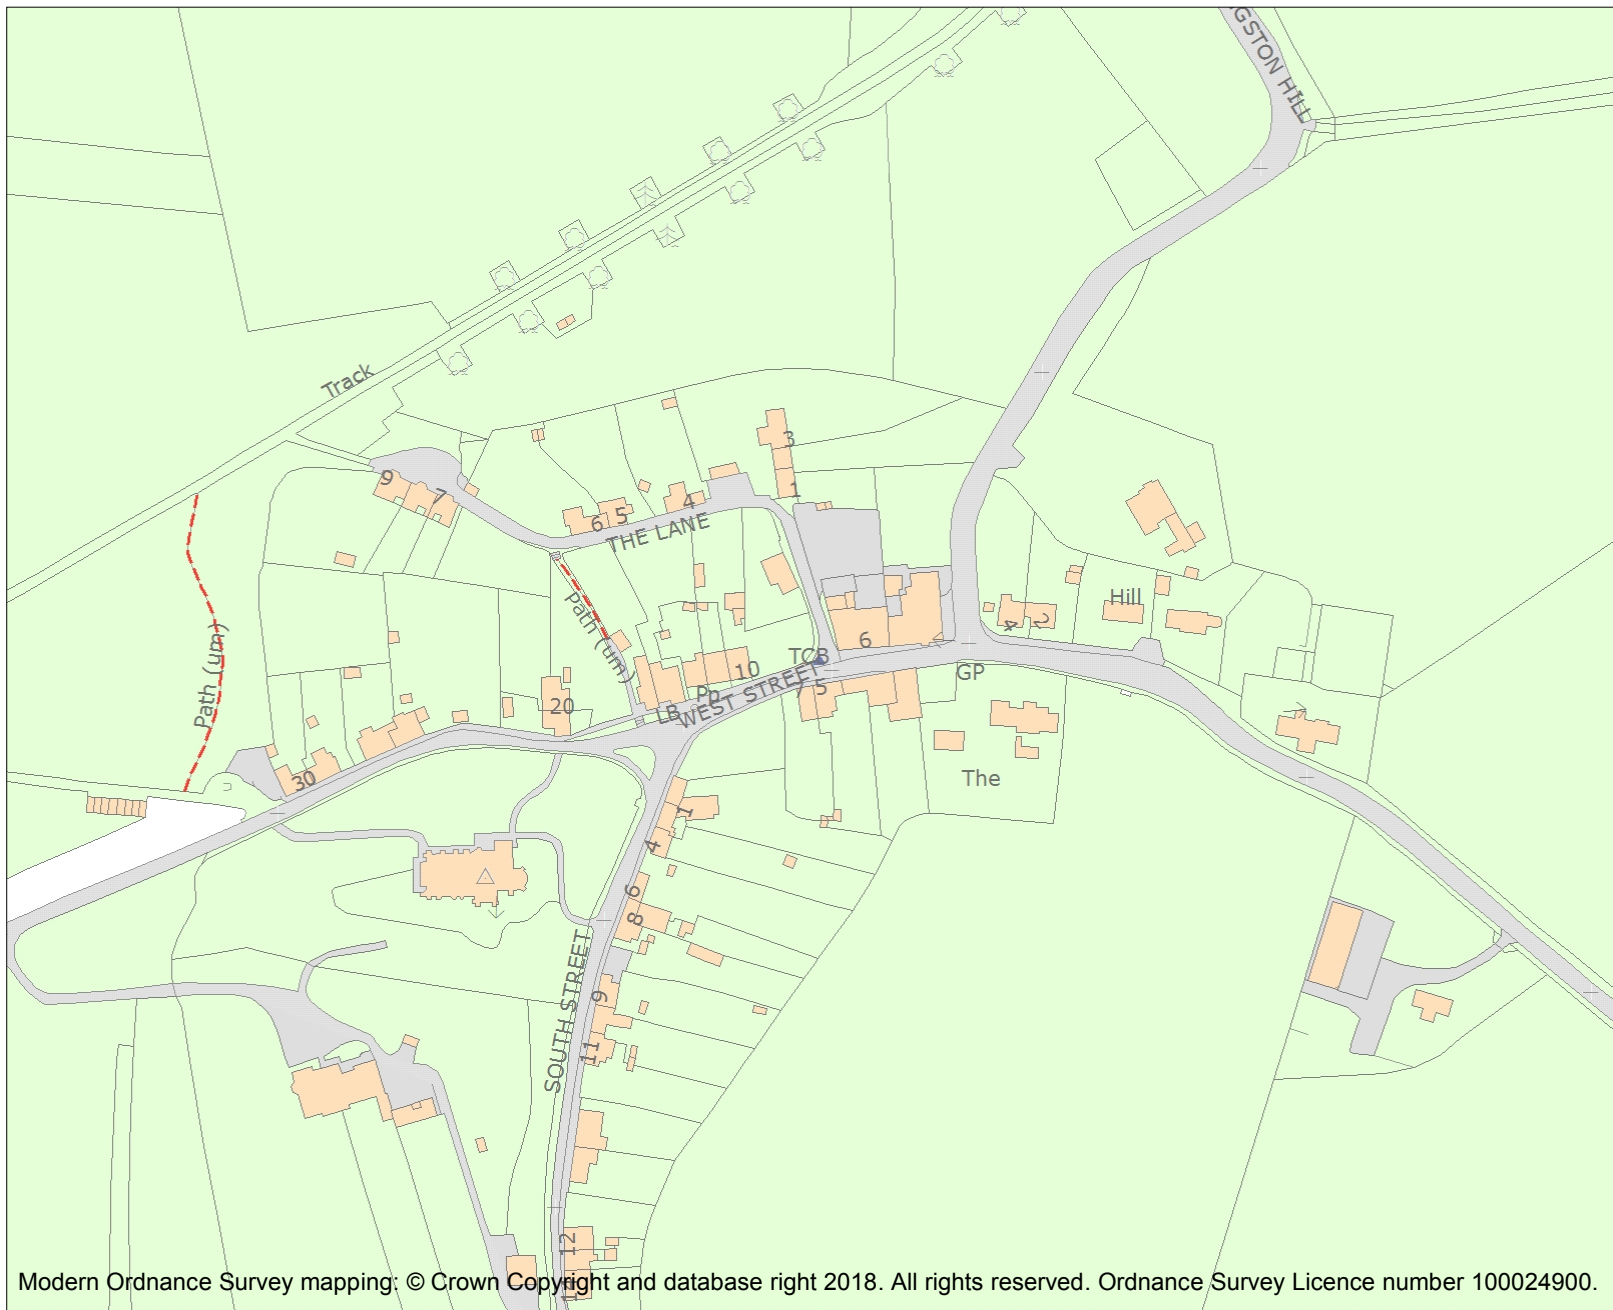 GSTON HILL
Track
3
9
7
1
4
5
6
THE LANE
Path (um)
Path (um)
Hill
4
2
6
TCB
10
GP
5
7
Pp
WEST STREET
LB
20
30
The
1
4
6
8
SOUTH STREET
9
11
12
Modern Ordnance Survey mapping: © Crown Copyright and database right 2018. All rights reserved. Ordnance Survey Licence number 100024900.